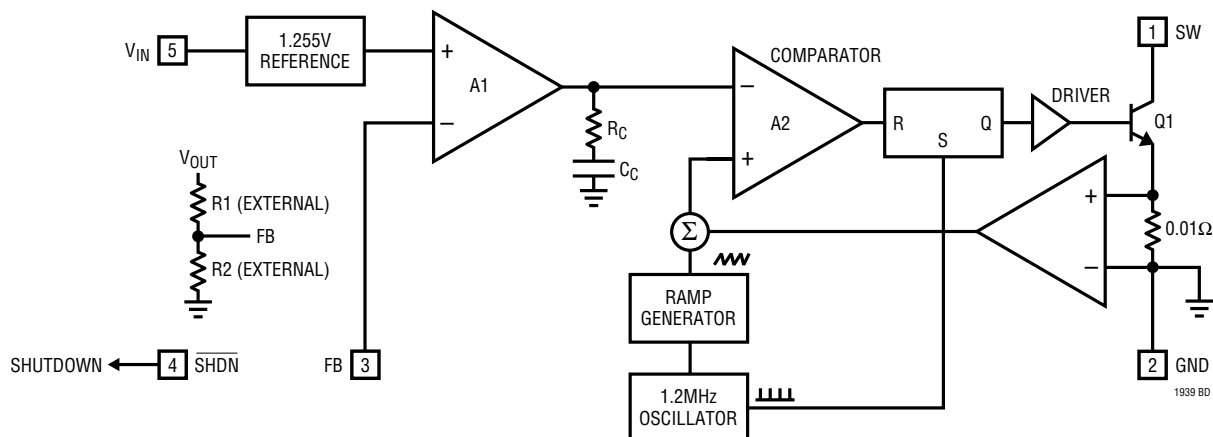 V_IN 5
1.255V
REFERENCE
+
−
A1
R_C
C_C
COMPARATOR
−
A2
+
R
S
Q
DRIVER
1 SW
Q1
+
−
0.01Ω
V_OUT
R1 (EXTERNAL)
FB
R2 (EXTERNAL)
Σ
RAMP
GENERATOR
SHUTDOWN 4 S̅H̅D̅N̅
FB 3
1.2MHz
OSCILLATOR
2 GND
1939 BD